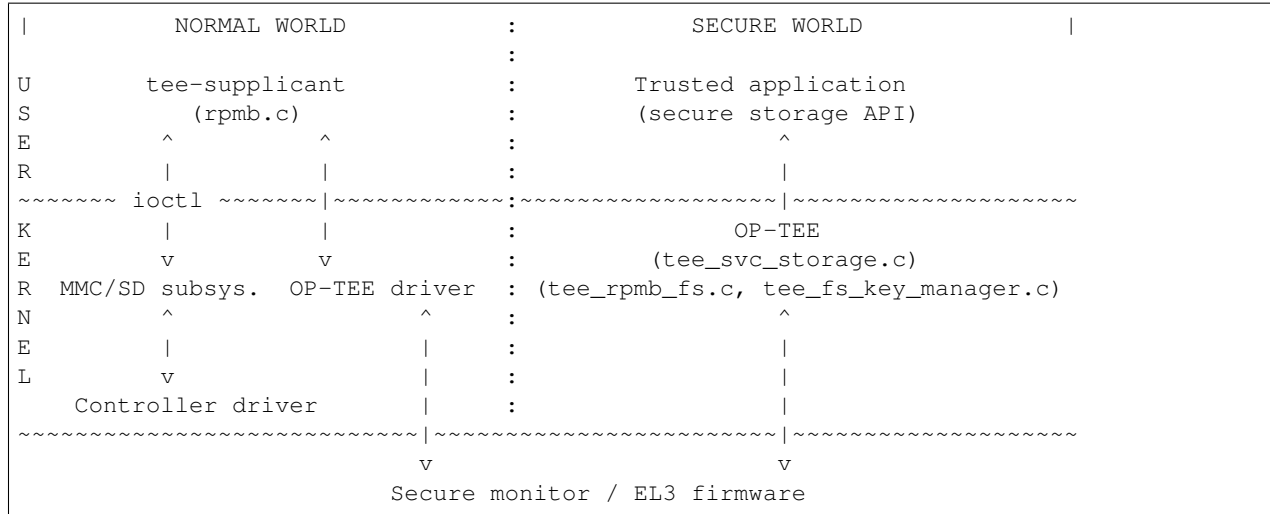 |          NORMAL WORLD           :            SECURE WORLD              |
                                  :
U        tee-supplicant           :        Trusted application
S           (rpmb.c)              :        (secure storage API)
E         ^          ^            :                  ^
R         |          |            :                  |
~~~~~~~ ioctl ~~~~~~~|~~~~~~~~~~~~:~~~~~~~~~~~~~~~~~~|~~~~~~~~~~~~~~~~~~~~
K         |          |            :               OP-TEE
E         v          v            :         (tee_svc_storage.c)
R  MMC/SD subsys.  OP-TEE driver  : (tee_rpmb_fs.c, tee_fs_key_manager.c)
N         ^                 ^     :                  ^
E         |                 |     :                  |
L         v                 |     :                  |
    Controller driver       |     :                  |
~~~~~~~~~~~~~~~~~~~~~~~~~~~~|~~~~~~~~~~~~~~~~~~~~~~~~|~~~~~~~~~~~~~~~~~~~~
                            v                        v
                          Secure monitor / EL3 firmware